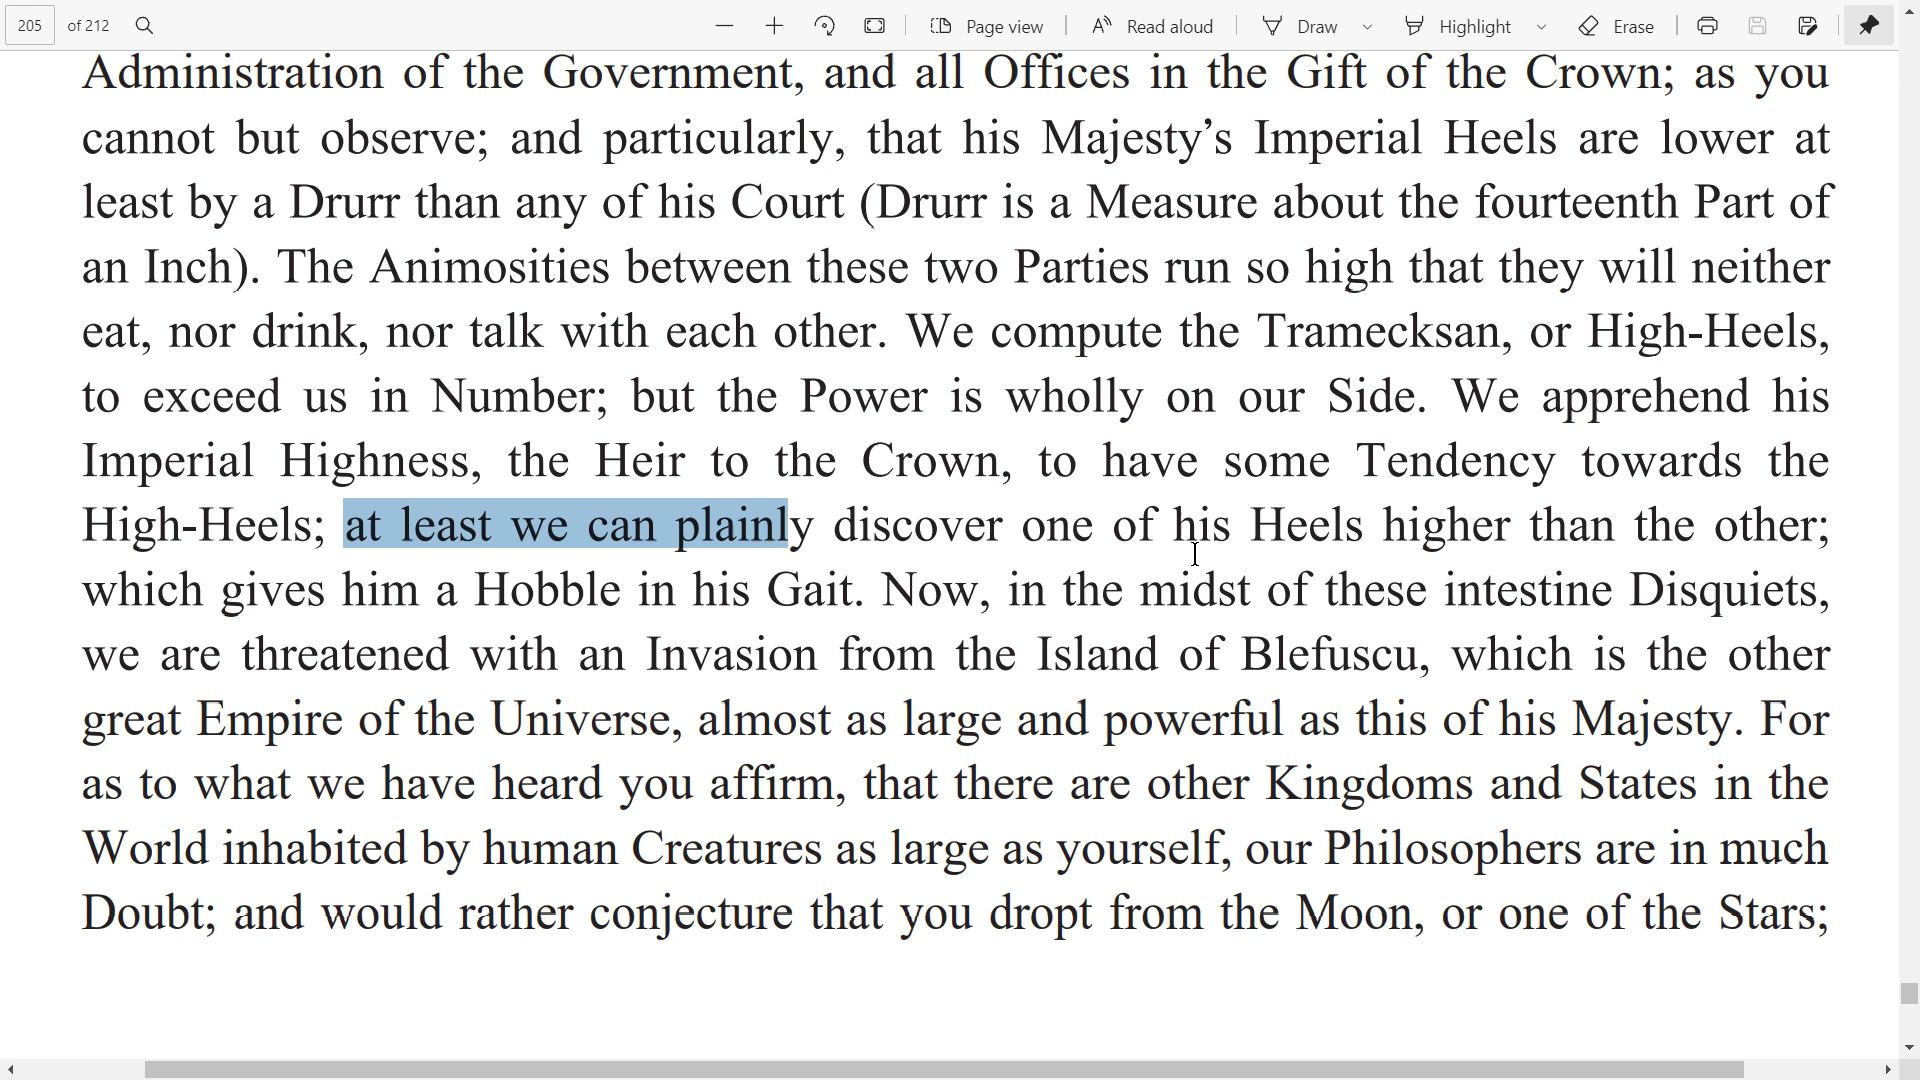 205 of 212 Page view Read aloud Draw Highlight Erase
Administration of the Government, and all Offices in the Gift of the Crown; as you
cannot but observe; and particularly, that his Majesty’s Imperial Heels are lower at
least by a Drurr than any of his Court (Drurr is a Measure about the fourteenth Part of
an Inch). The Animosities between these two Parties run so high that they will neither
eat, nor drink, nor talk with each other. We compute the Tramecksan, or High-Heels,
to exceed us in Number; but the Power is wholly on our Side. We apprehend his
Imperial Highness, the Heir to the Crown, to have some Tendency towards the
High-Heels; at least we can plainly discover one of his Heels higher than the other;
which gives him a Hobble in his Gait. Now, in the midst of these intestine Disquiets,
we are threatened with an Invasion from the Island of Blefuscu, which is the other
great Empire of the Universe, almost as large and powerful as this of his Majesty. For
as to what we have heard you affirm, that there are other Kingdoms and States in the
World inhabited by human Creatures as large as yourself, our Philosophers are in much
Doubt; and would rather conjecture that you dropt from the Moon, or one of the Stars;